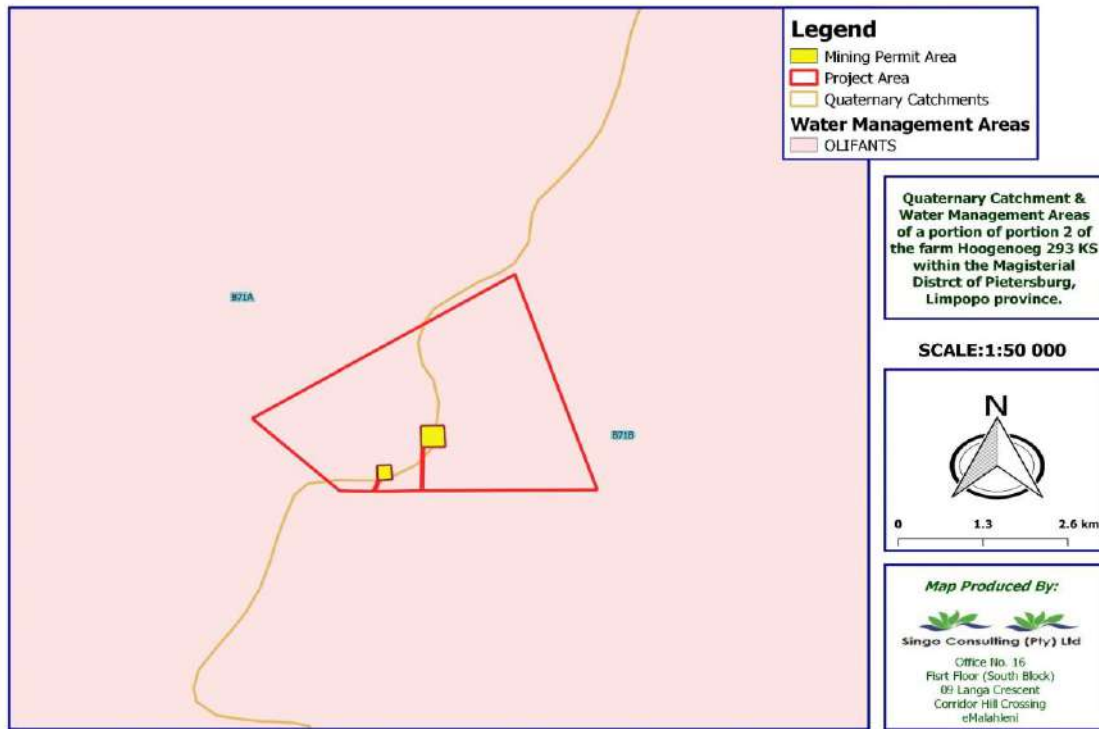 Legend
Mining Permit Area
Project Area
Quaternary Catchments
Water Management Areas
OLIFANTS
Quaternary Catchment &
Water Management Areas
of a portion of portion 2 of
the farm Hoogenoeg 293 KS
within the Magisterial
Distrct of Pietersburg,
Limpopo province.
B71A
B71B
SCALE:1:50 000
N
0 1.3 2.6 km
Map Produced By:
Singo Consulting (Pty) Ltd
Office No. 16
Fisrt Floor (South Block)
09 Langa Crescent
Corridor Hill Crossing
eMalahleni